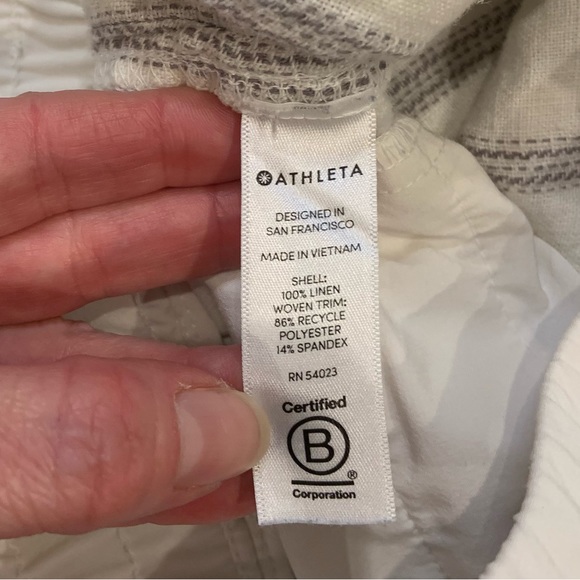 ATHLETA
DESIGNED IN
SAN FRANCISCO
MADE IN VIETNAM
SHELL:
100% LINEN
WOVEN TRIM:
86% RECYCLE
POLYESTER
14% SPANDEX
RN 54023
Certified
B
®
Corporation